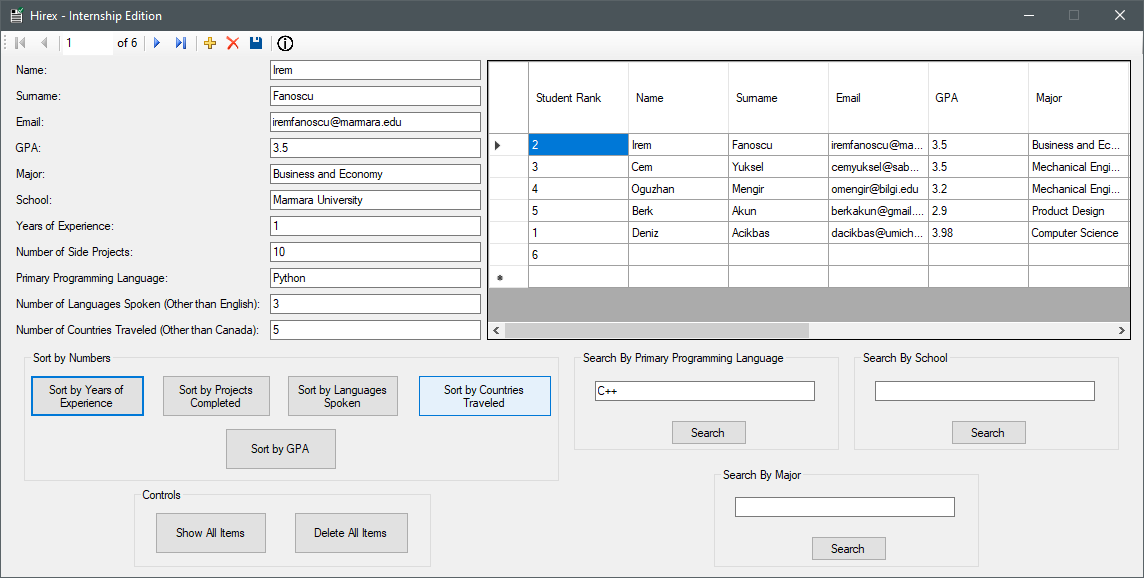 Hirex - Internship Edition
1 of 6
Name: Irem
Surname: Fanoscu
Email: iremfanoscu@marmara.edu
GPA: 3.5
Major: Business and Economy
School: Marmara University
Years of Experience: 1
Number of Side Projects: 10
Primary Programming Language: Python
Number of Languages Spoken (Other than English): 3
Number of Countries Traveled (Other than Canada): 5
Student Rank Name Surname Email GPA Major
2 Irem Fanoscu iremfanoscu@ma... 3.5 Business and Ec...
3 Cem Yuksel cemyuksel@sab... 3.5 Mechanical Engi...
4 Oguzhan Mengir omengir@bilgi.edu 3.2 Mechanical Engi...
5 Berk Akun berkakun@gmail.... 2.9 Product Design
1 Deniz Acikbas dacikbas@umich... 3.98 Computer Science
6
Sort by Numbers
Sort by Years of
Experience
Sort by Projects
Completed
Sort by Languages
Spoken
Sort by Countries
Traveled
Sort by GPA
Search By Primary Programming Language
C++
Search
Search By School
Search
Controls
Show All Items
Delete All Items
Search By Major
Search